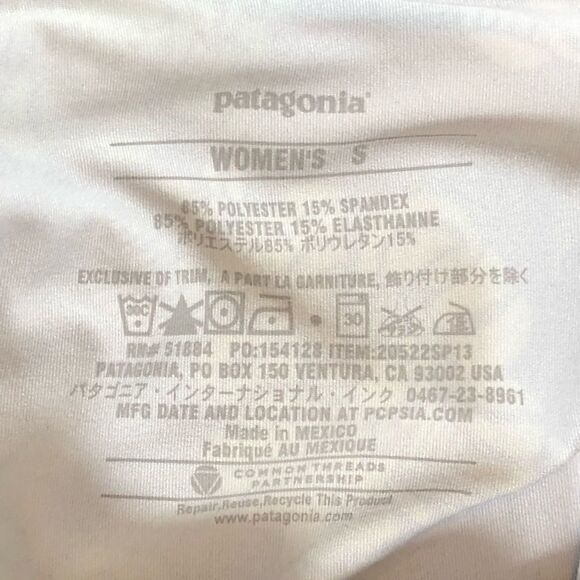 patagonia®
WOMEN'S S
85% POLYESTER 15% SPANDEX
85% POLYESTER 15% ELASTHANNE
ポリエステル85% ポリウレタン15%
EXCLUSIVE OF TRIM, A PART LA GARNITURE, 飾り付け部分を除く
30C 30
RN# 51884 PO:154128 ITEM:20522SP13
PATAGONIA, PO BOX 150 VENTURA, CA 93002 USA
パタゴニア・インターナショナル・インク 0467-23-8961
MFG DATE AND LOCATION AT PCPSIA.COM
Made in MEXICO
Fabriqué AU MEXIQUE
COMMON THREADS
PARTNERSHIP
Repair,Reuse,Recycle This Product
www.patagonia.com